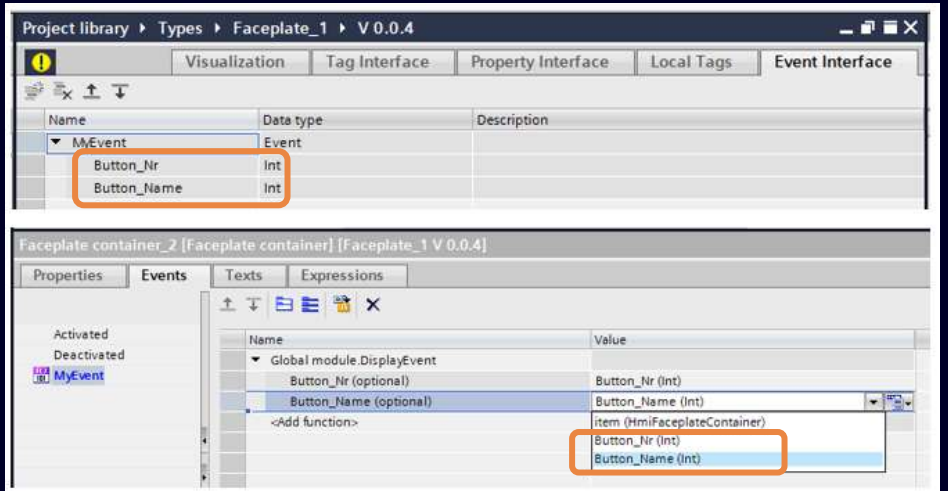 Project library ▸ Types ▸ Faceplate_1 ▸ V 0.0.4
Visualization Tag Interface Property Interface Local Tags Event Interface
Name Data type Description
MyEvent Event
Button_Nr Int
Button_Name Int
Faceplate container_2 [Faceplate container] [Faceplate_1 V 0.0.4]
Properties Events Texts Expressions
Activated
Deactivated
MyEvent
Name Value
Global module.DisplayEvent
Button_Nr (optional) Button_Nr (Int)
Button_Name (optional) Button_Name (Int)
<Add function> item (HmiFaceplateContainer)
Button_Nr (Int)
Button_Name (Int)